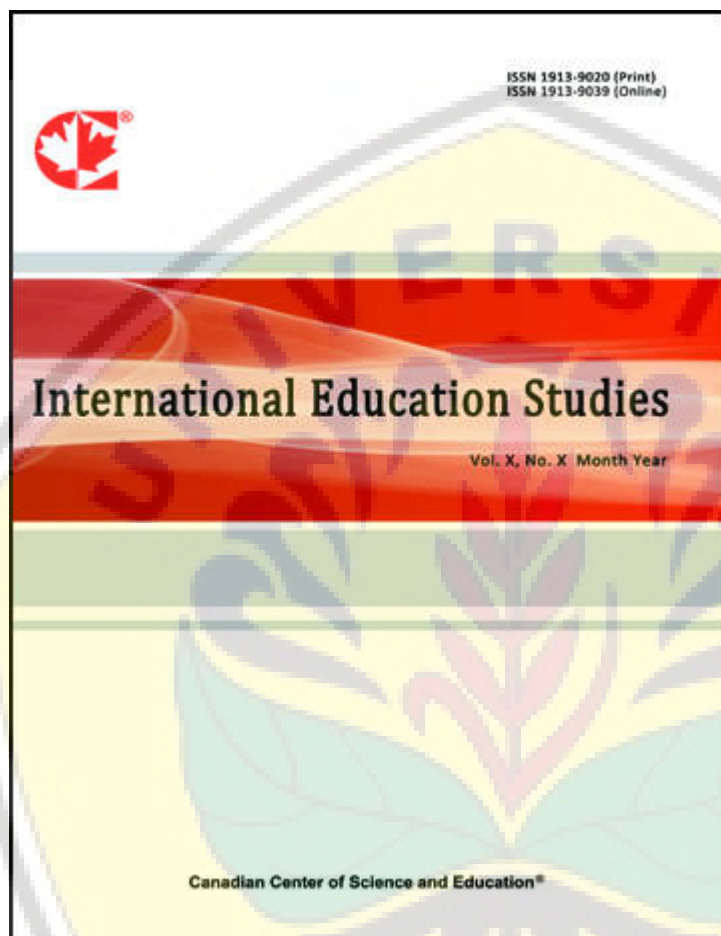 ISSN 1913-9020 (Print)
ISSN 1913-9039 (Online)
®
UNIVERSI
International Education Studies
Vol. X, No. X Month Year
Canadian Center of Science and Education®